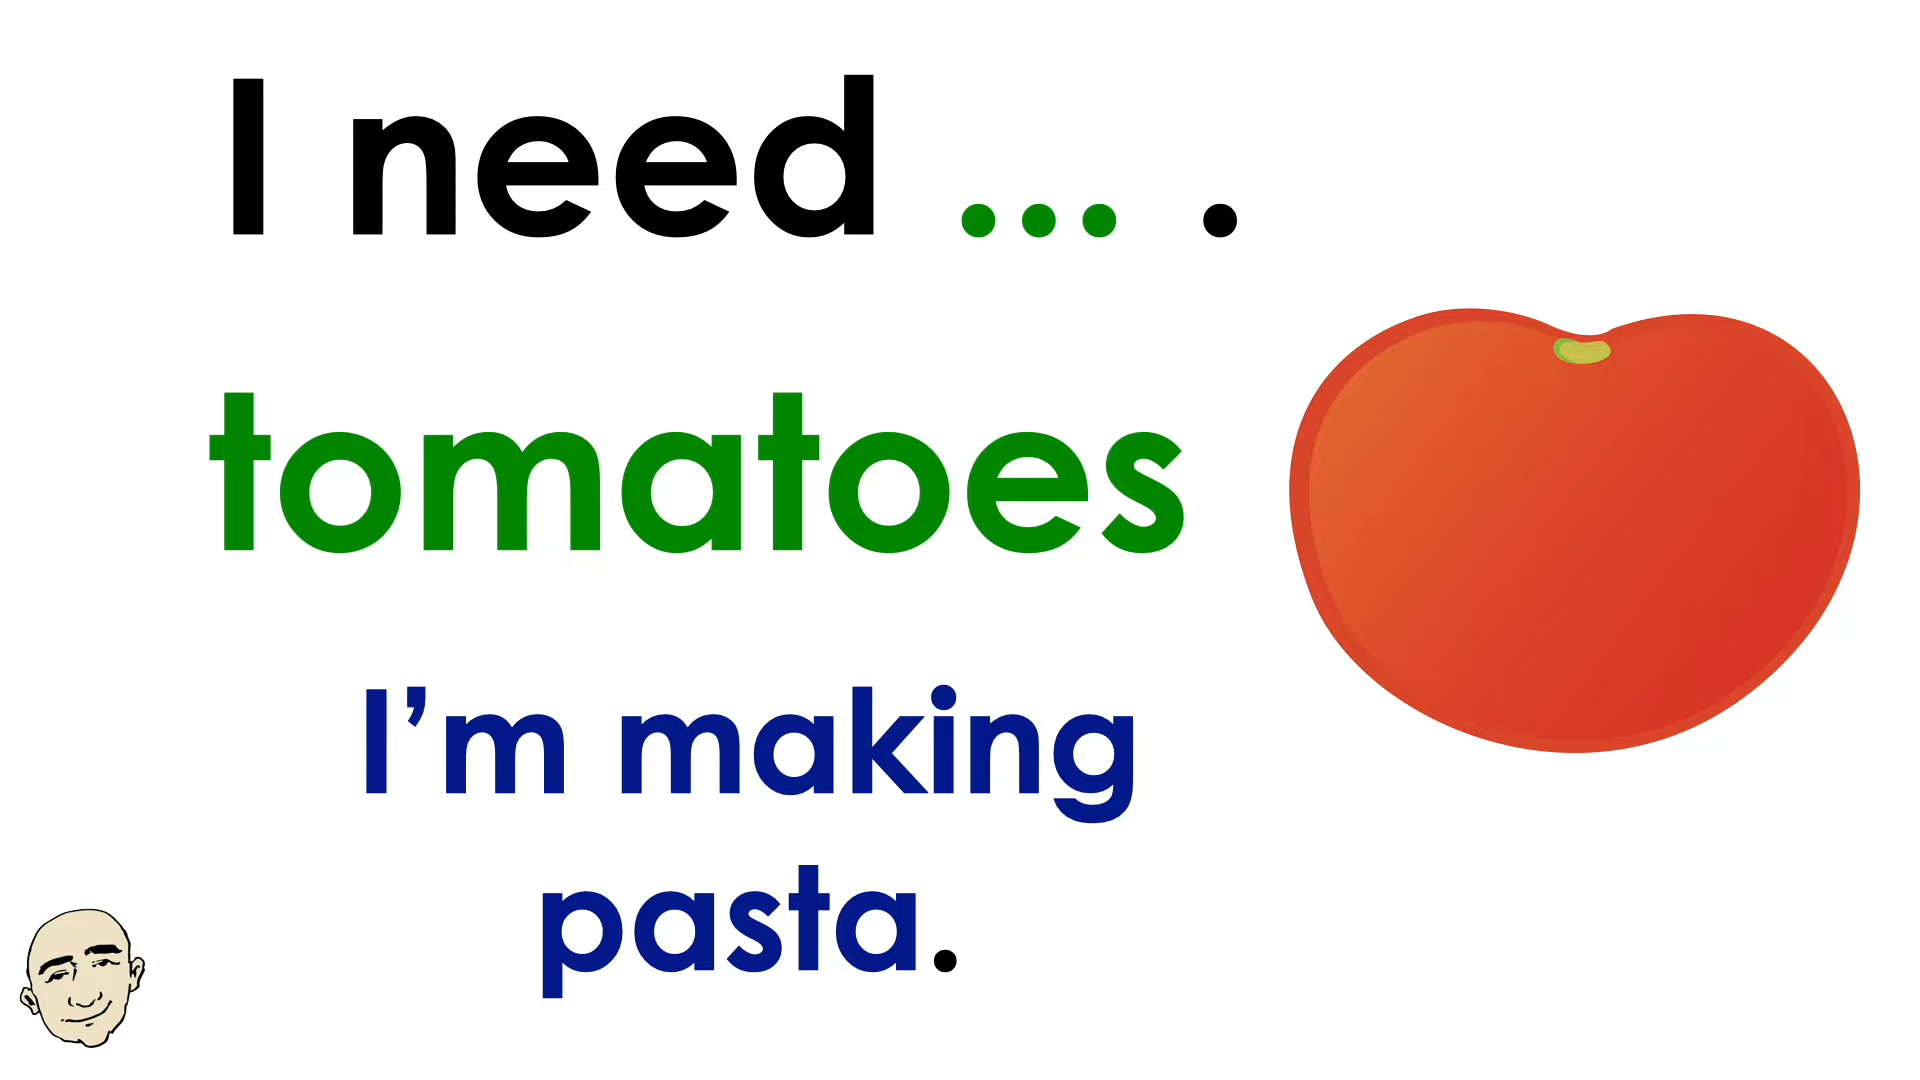 I need ... .
tomatoes
I’m making
pasta.